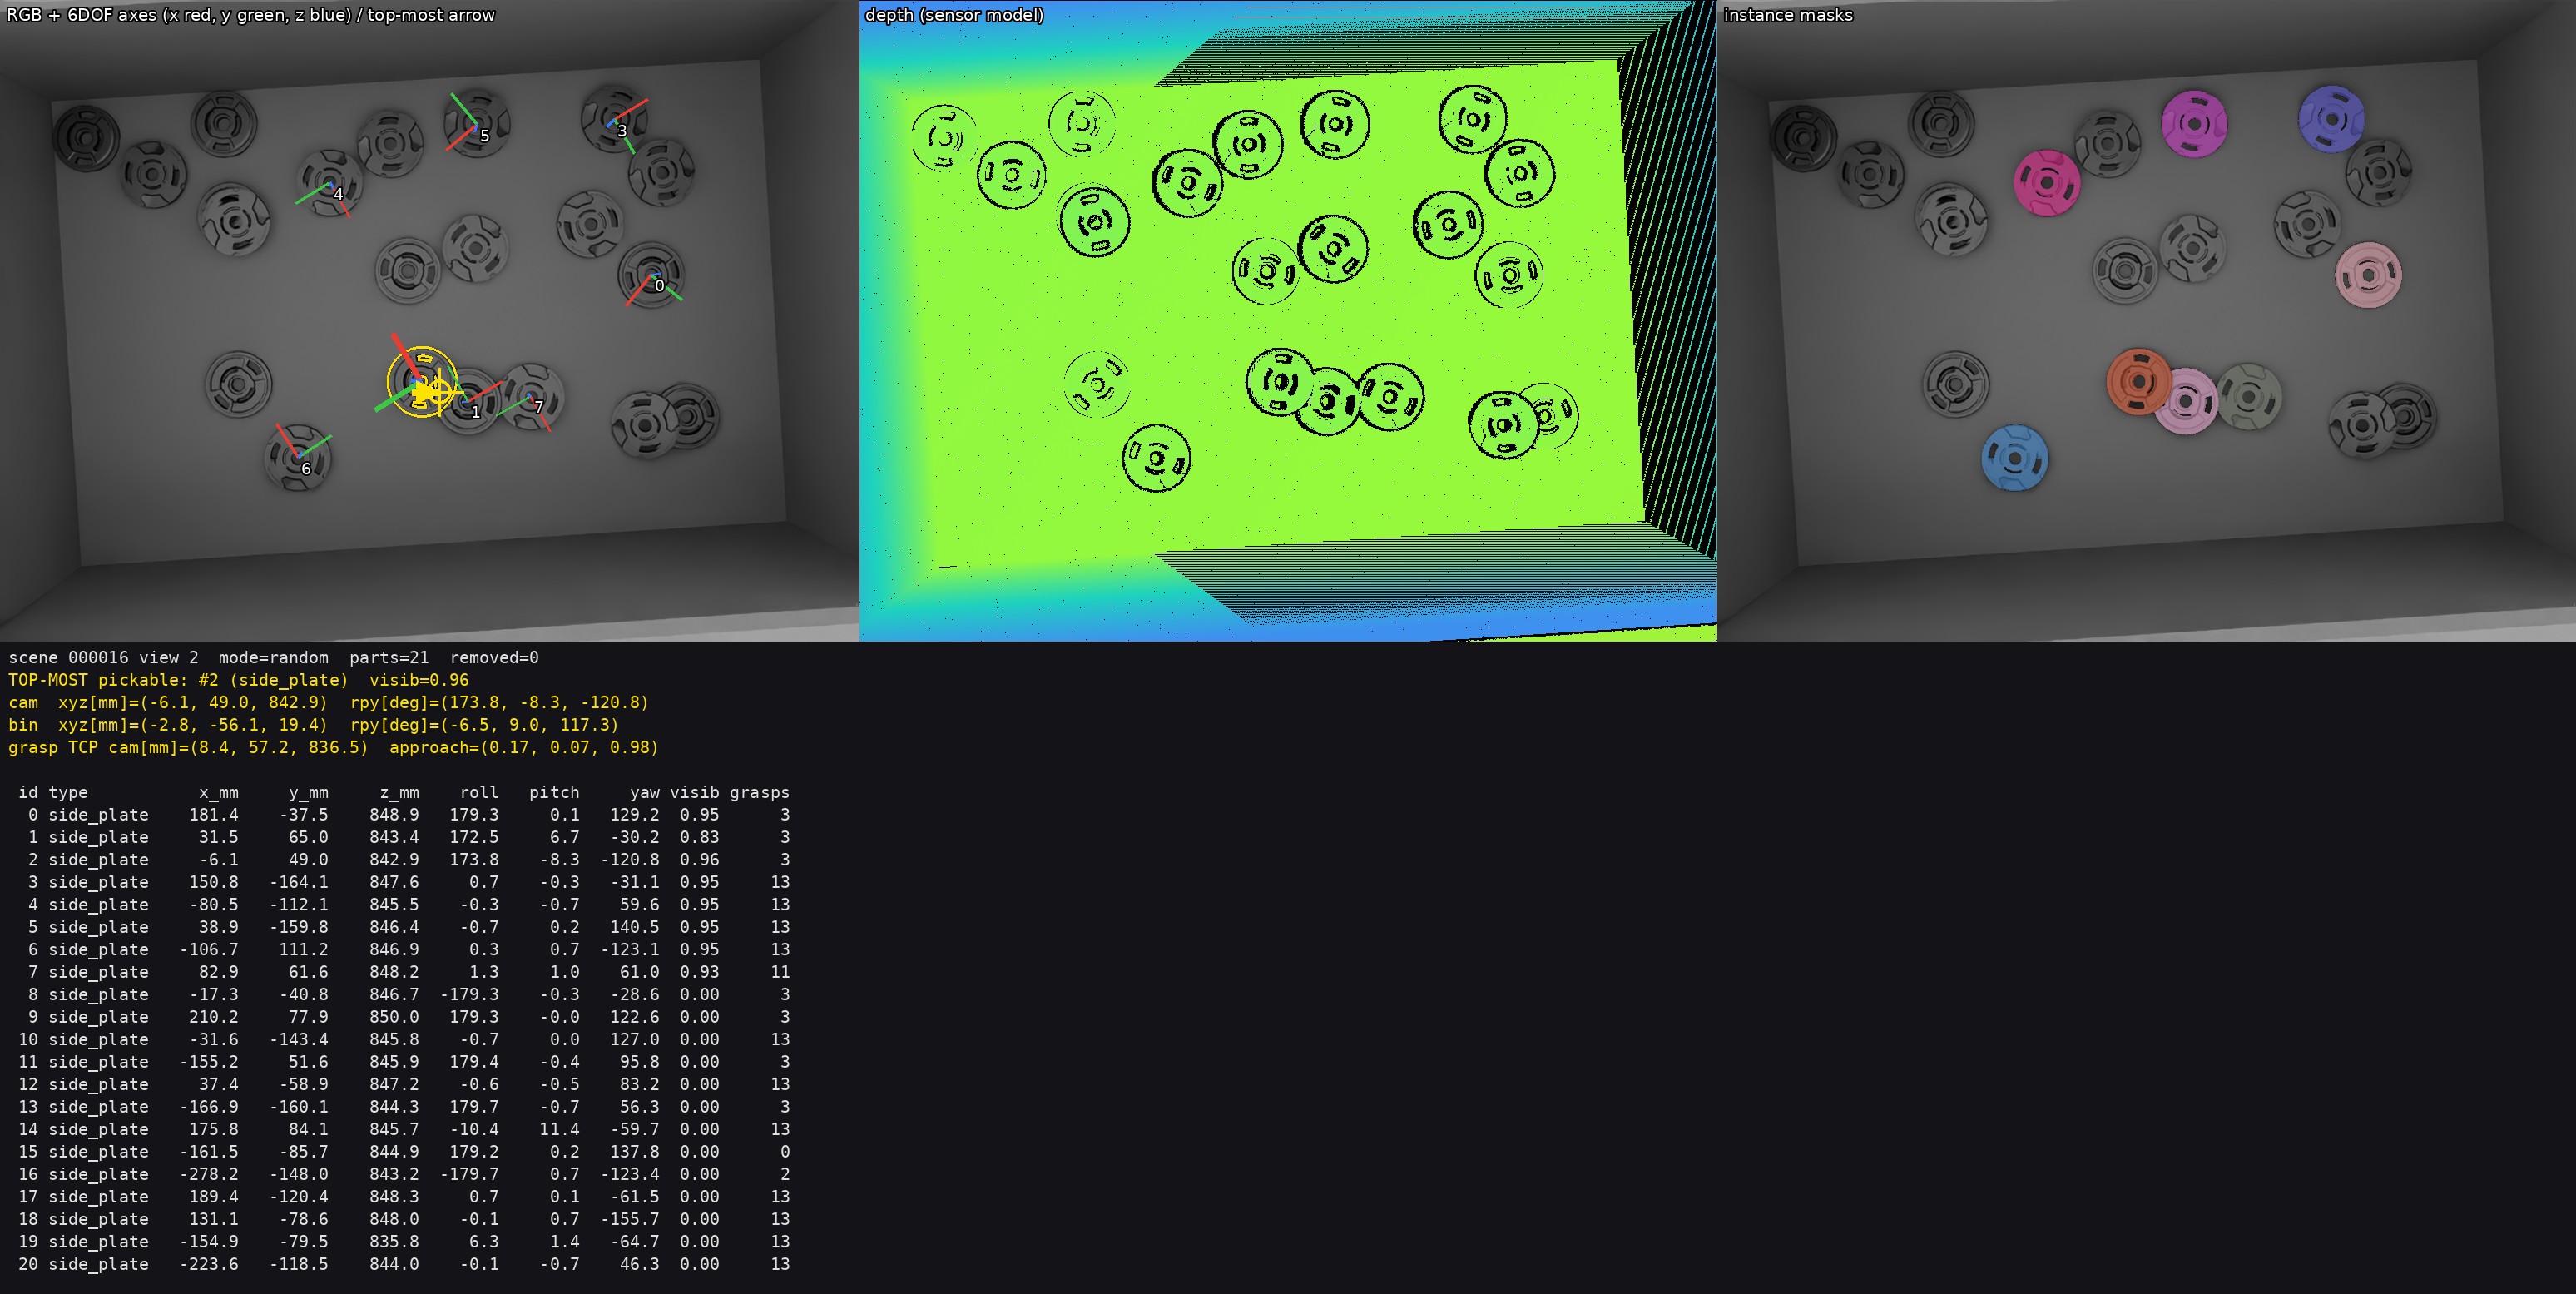 RGB + 6DOF axes (x red, y green, z blue) / top-most arrow
depth (sensor model)
instance masks
5
3
4
0
1
7
6
scene 000016 view 2  mode=random  parts=21  removed=0
TOP-MOST pickable: #2 (side_plate)  visib=0.96
cam  xyz[mm]=(-6.1, 49.0, 842.9)  rpy[deg]=(173.8, -8.3, -120.8)
bin  xyz[mm]=(-2.8, -56.1, 19.4)  rpy[deg]=(-6.5, 9.0, 117.3)
grasp TCP cam[mm]=(8.4, 57.2, 836.5)  approach=(0.17, 0.07, 0.98)
id type x_mm y_mm z_mm roll pitch yaw visib grasps
0 side_plate 181.4 -37.5 848.9 179.3 0.1 129.2 0.95 3
1 side_plate 31.5 65.0 843.4 172.5 6.7 -30.2 0.83 3
2 side_plate -6.1 49.0 842.9 173.8 -8.3 -120.8 0.96 3
3 side_plate 150.8 -164.1 847.6 0.7 -0.3 -31.1 0.95 13
4 side_plate -80.5 -112.1 845.5 -0.3 -0.7 59.6 0.95 13
5 side_plate 38.9 -159.8 846.4 -0.7 0.2 140.5 0.95 13
6 side_plate -106.7 111.2 846.9 0.3 0.7 -123.1 0.95 13
7 side_plate 82.9 61.6 848.2 1.3 1.0 61.0 0.93 11
8 side_plate -17.3 -40.8 846.7 -179.3 -0.3 -28.6 0.00 3
9 side_plate 210.2 77.9 850.0 179.3 -0.0 122.6 0.00 3
10 side_plate -31.6 -143.4 845.8 -0.7 0.0 127.0 0.00 13
11 side_plate -155.2 51.6 845.9 179.4 -0.4 95.8 0.00 3
12 side_plate 37.4 -58.9 847.2 -0.6 -0.5 83.2 0.00 13
13 side_plate -166.9 -160.1 844.3 179.7 -0.7 56.3 0.00 3
14 side_plate 175.8 84.1 845.7 -10.4 11.4 -59.7 0.00 13
15 side_plate -161.5 -85.7 844.9 179.2 0.2 137.8 0.00 0
16 side_plate -278.2 -148.0 843.2 -179.7 0.7 -123.4 0.00 2
17 side_plate 189.4 -120.4 848.3 0.7 0.1 -61.5 0.00 13
18 side_plate 131.1 -78.6 848.0 -0.1 0.7 -155.7 0.00 13
19 side_plate -154.9 -79.5 835.8 6.3 1.4 -64.7 0.00 13
20 side_plate -223.6 -118.5 844.0 -0.1 -0.7 46.3 0.00 13